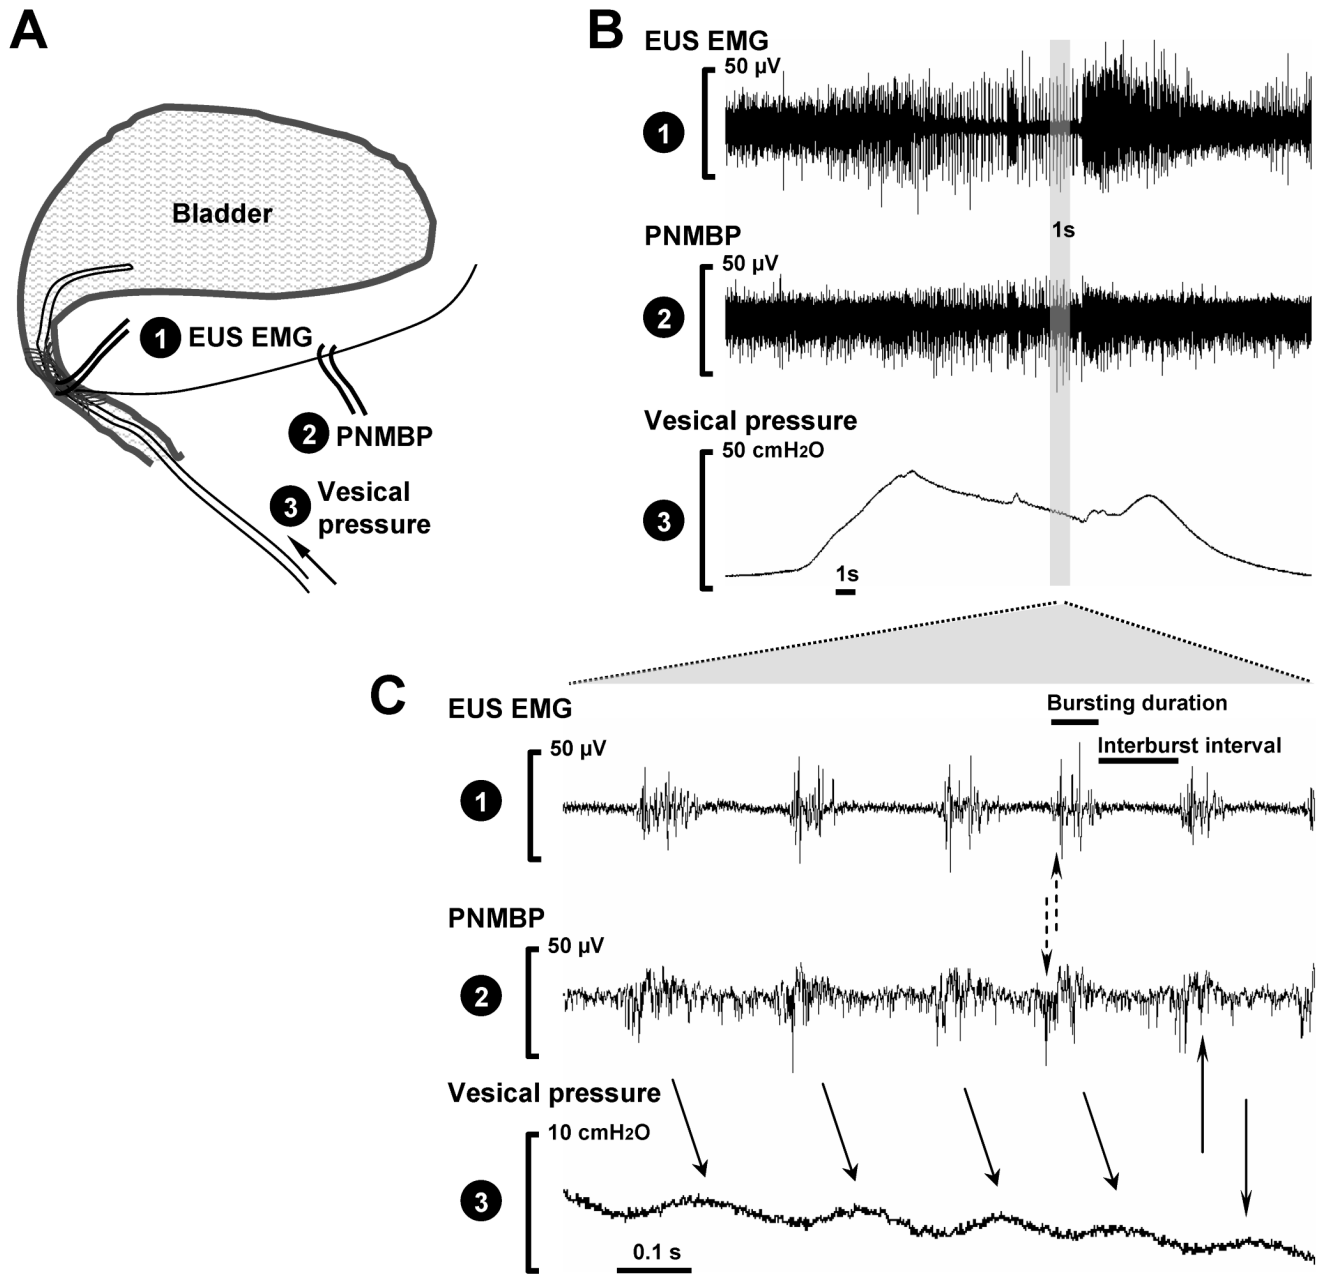 A
Bladder
1 EUS EMG
2 PNMBP
3 Vesical
pressure
B
EUS EMG
50 µV
1
1s
PNMBP
50 µV
2
Vesical pressure
50 cmH2O
3
1s
C
EUS EMG
Bursting duration
50 µV
Interburst interval
1
PNMBP
50 µV
2
Vesical pressure
10 cmH2O
3
0.1 s